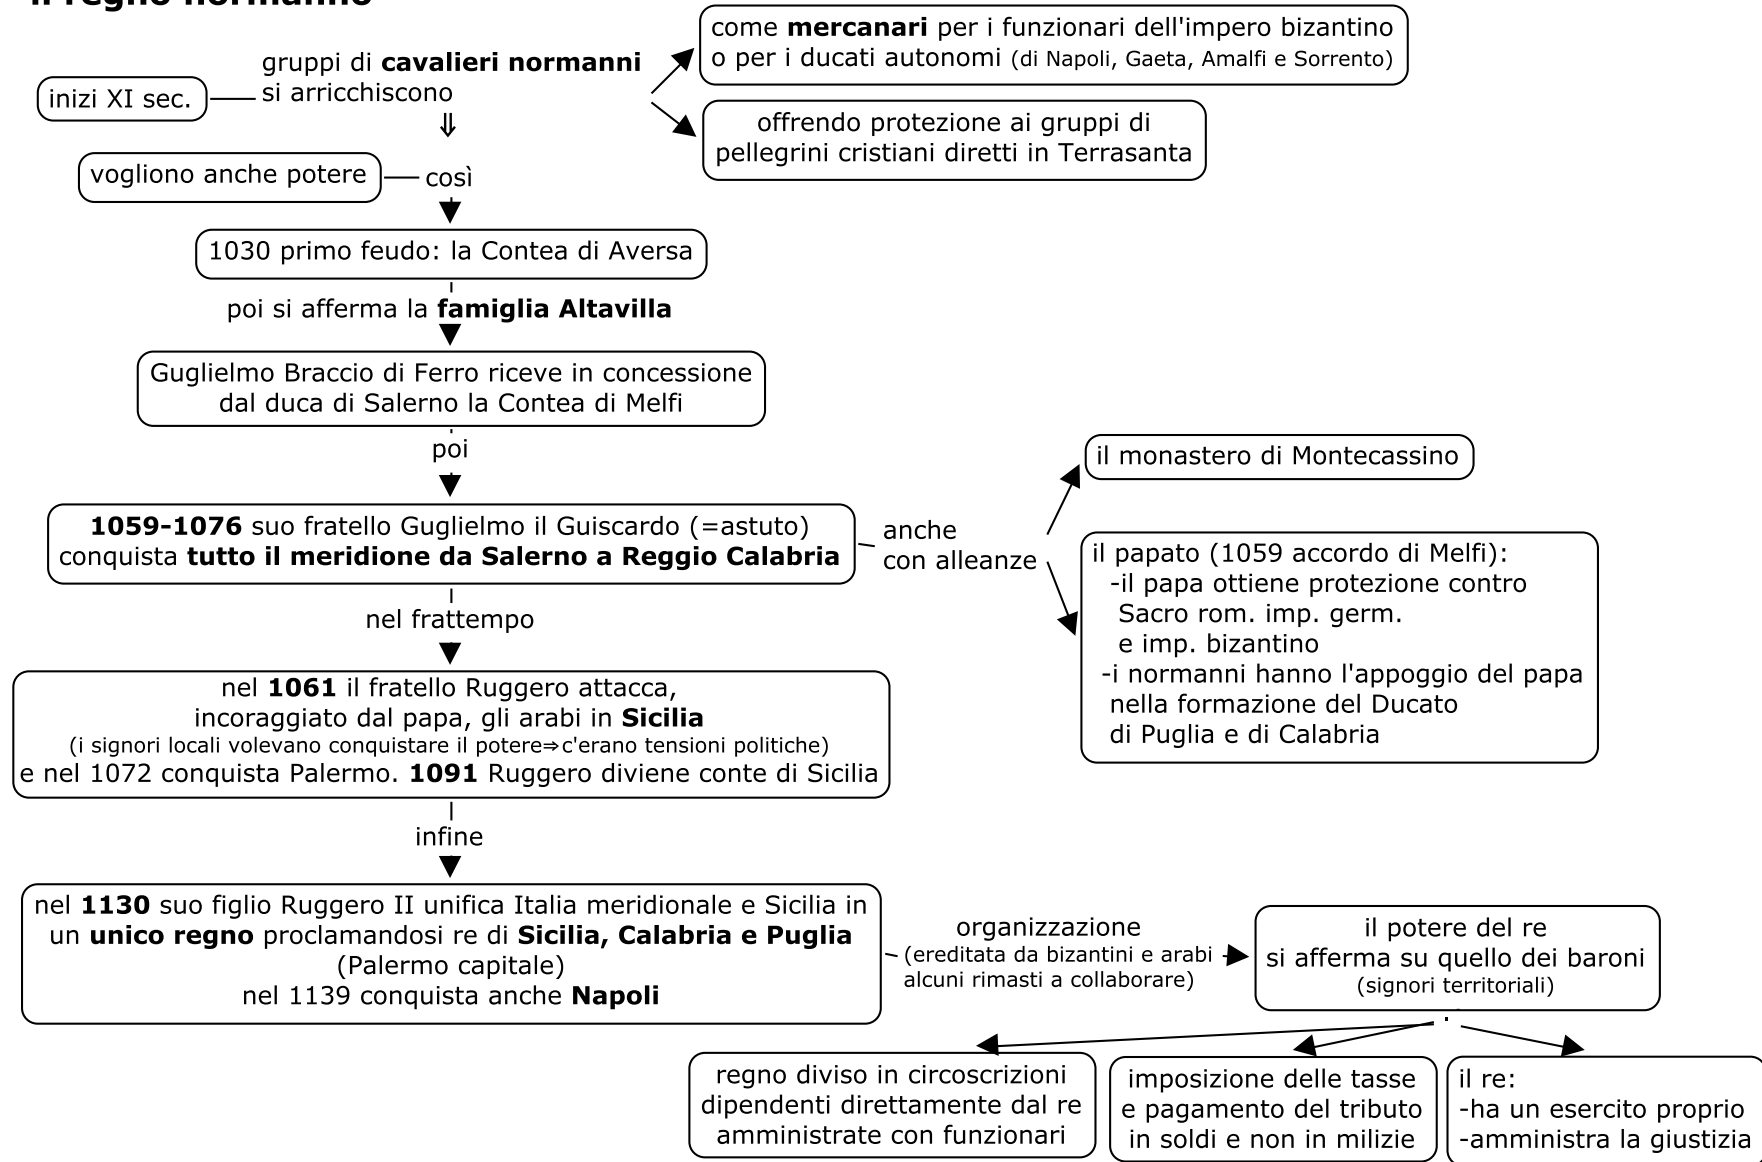 il regno normanno
inizi XI sec.
gruppi di cavalieri normanni
si arricchiscono
⇓
come mercanari per i funzionari dell'impero bizantino
o per i ducati autonomi (di Napoli, Gaeta, Amalfi e Sorrento)
offrendo protezione ai gruppi di
pellegrini cristiani diretti in Terrasanta
vogliono anche potere
così
1030 primo feudo: la Contea di Aversa
poi si afferma la famiglia Altavilla
Guglielmo Braccio di Ferro riceve in concessione
dal duca di Salerno la Contea di Melfi
poi
1059-1076 suo fratello Guglielmo il Guiscardo (=astuto)
conquista tutto il meridione da Salerno a Reggio Calabria
anche
con alleanze
il monastero di Montecassino
il papato (1059 accordo di Melfi):
-il papa ottiene protezione contro
Sacro rom. imp. germ.
e imp. bizantino
-i normanni hanno l'appoggio del papa
nella formazione del Ducato
di Puglia e di Calabria
nel frattempo
nel 1061 il fratello Ruggero attacca,
incoraggiato dal papa, gli arabi in Sicilia
(i signori locali volevano conquistare il potere⇒c'erano tensioni politiche)
e nel 1072 conquista Palermo. 1091 Ruggero diviene conte di Sicilia
infine
nel 1130 suo figlio Ruggero II unifica Italia meridionale e Sicilia in
un unico regno proclamandosi re di Sicilia, Calabria e Puglia
(Palermo capitale)
nel 1139 conquista anche Napoli
organizzazione
(ereditata da bizantini e arabi
alcuni rimasti a collaborare)
il potere del re
si afferma su quello dei baroni
(signori territoriali)
regno diviso in circoscrizioni
dipendenti direttamente dal re
amministrate con funzionari
imposizione delle tasse
e pagamento del tributo
in soldi e non in milizie
il re:
-ha un esercito proprio
-amministra la giustizia